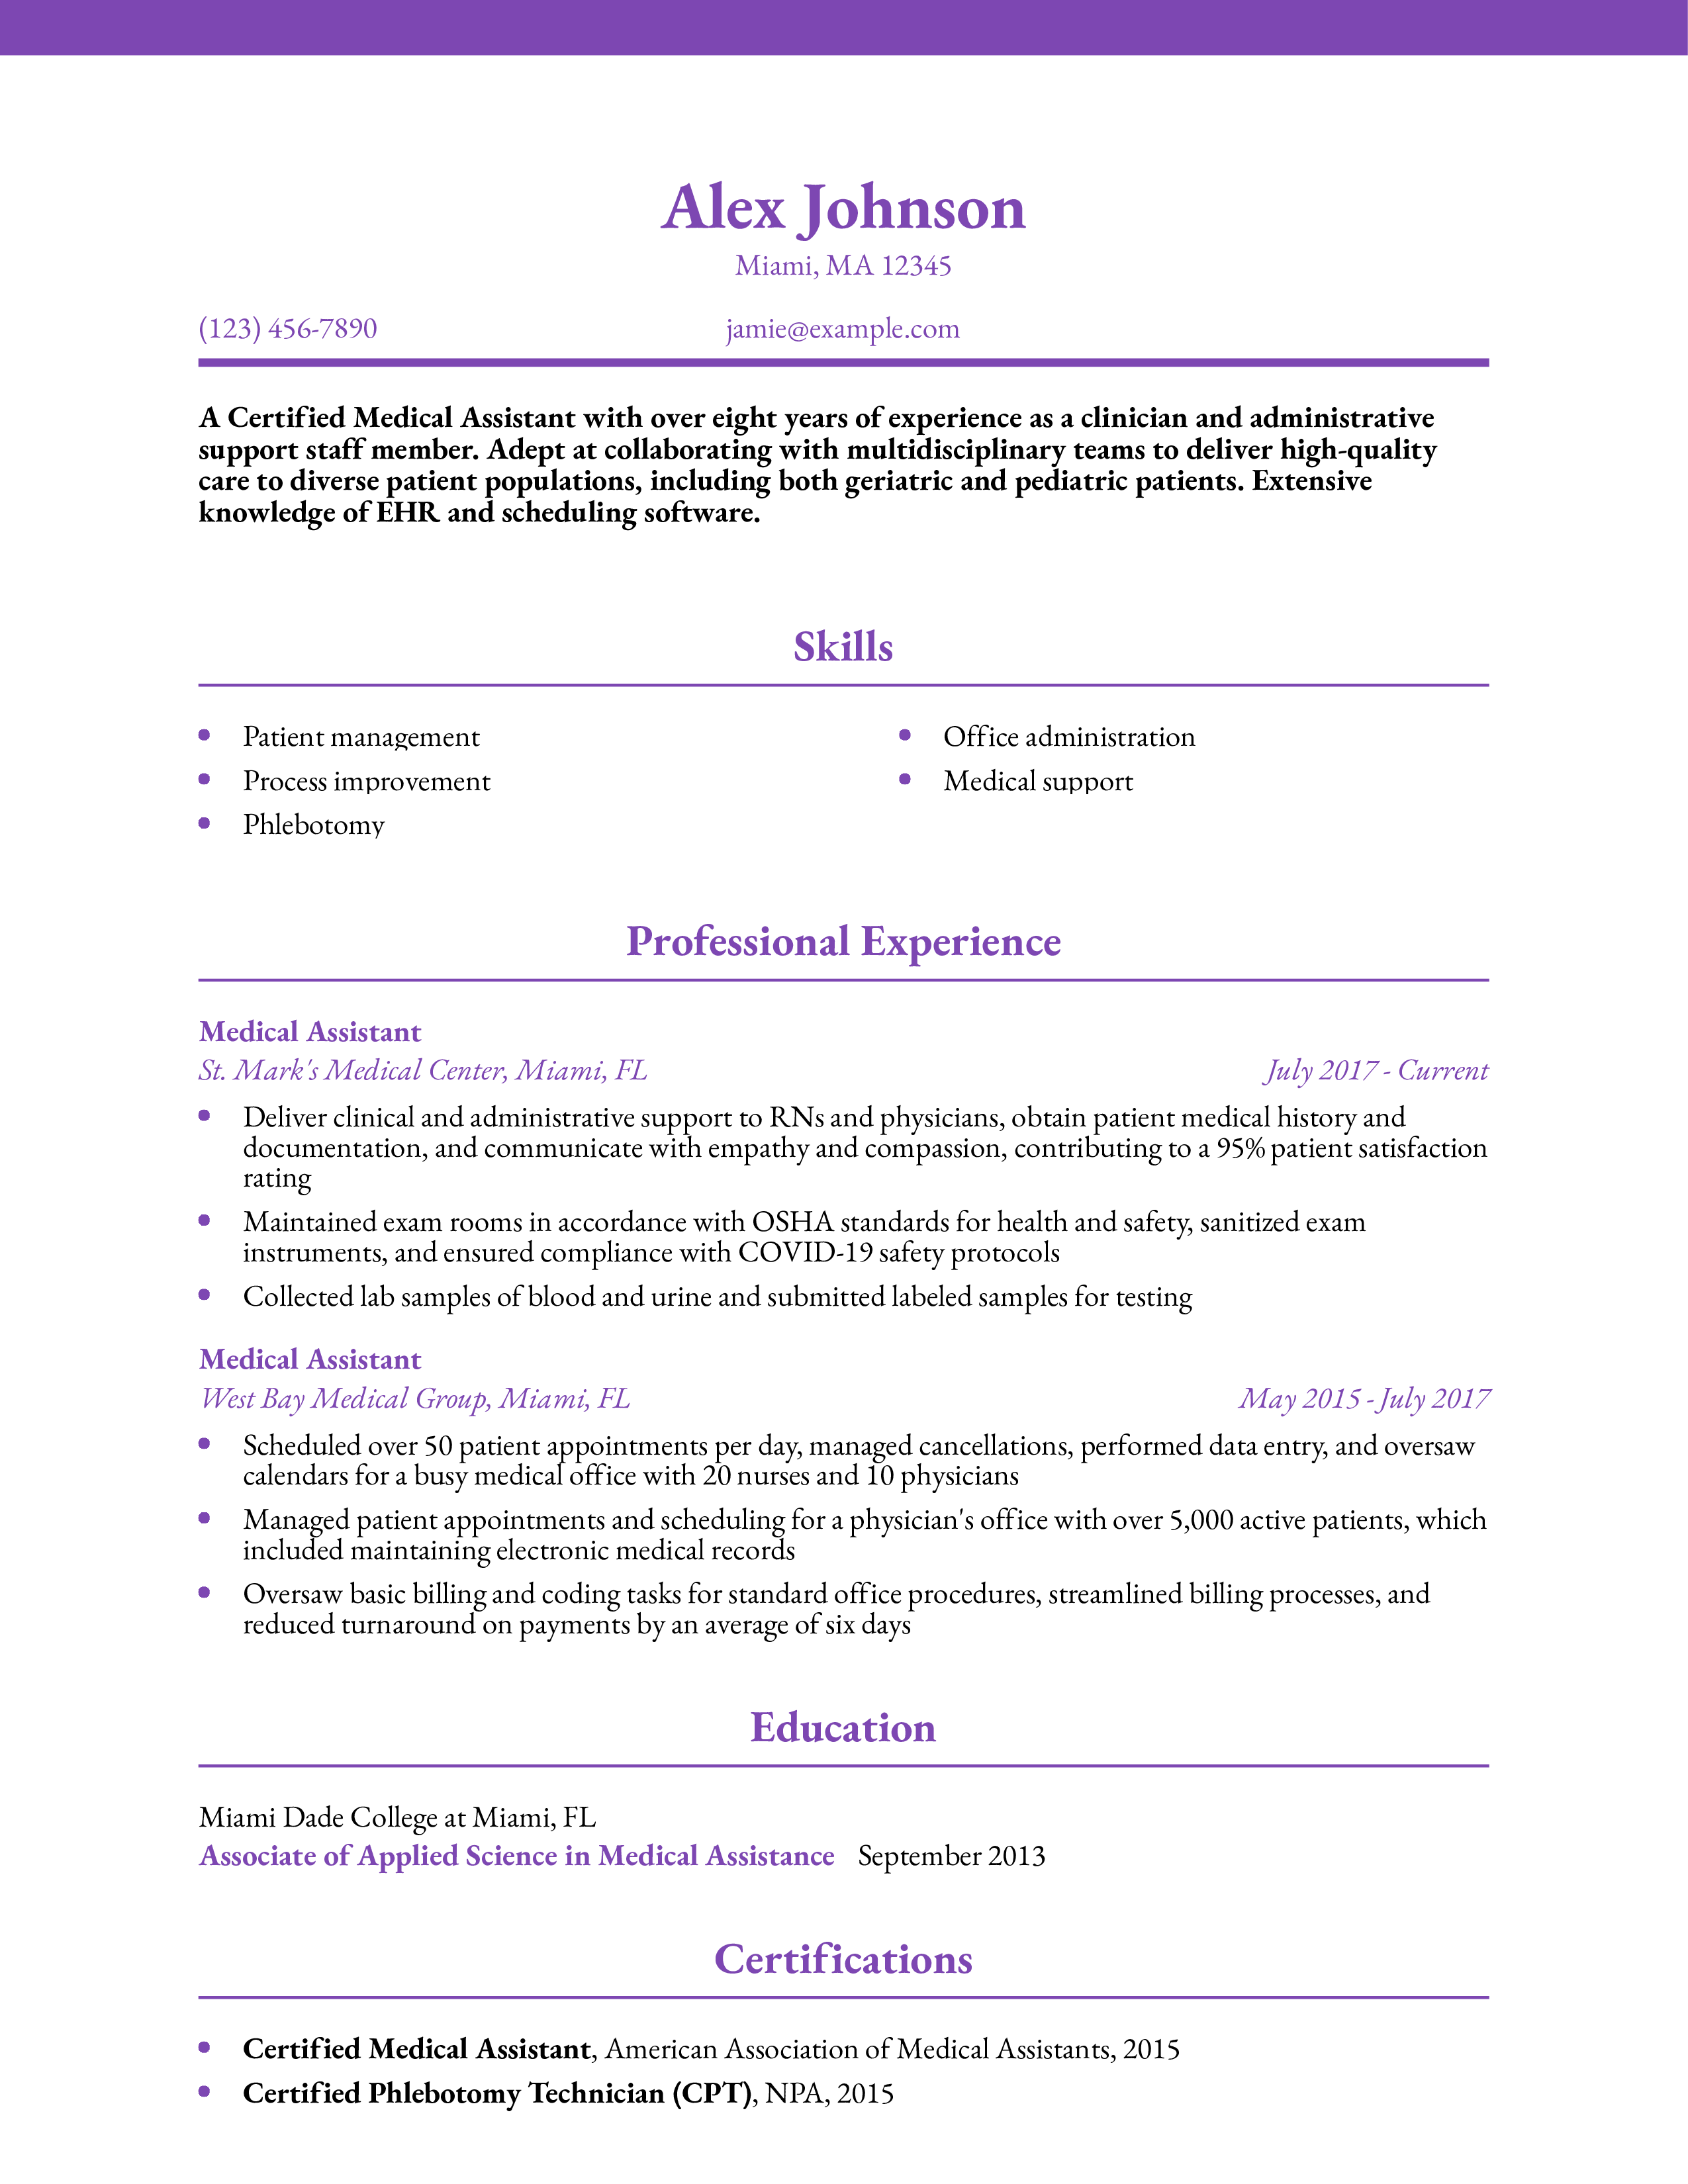 Alex Johnson
Miami, MA 12345
(123) 456-7890 jamie@example.com
A Certified Medical Assistant with over eight years of experience as a clinician and administrative
support staff member. Adept at collaborating with multidisciplinary teams to deliver high-quality
care to diverse patient populations, including both geriatric and pediatric patients. Extensive
knowledge of EHR and scheduling software.
Skills
• Patient management
• Process improvement
• Phlebotomy
• Office administration
• Medical support
Professional Experience
Medical Assistant
St. Mark's Medical Center, Miami, FL July 2017 - Current
• Deliver clinical and administrative support to RNs and physicians, obtain patient medical history and
documentation, and communicate with empathy and compassion, contributing to a 95% patient satisfaction
rating
• Maintained exam rooms in accordance with OSHA standards for health and safety, sanitized exam
instruments, and ensured compliance with COVID-19 safety protocols
• Collected lab samples of blood and urine and submitted labeled samples for testing
Medical Assistant
West Bay Medical Group, Miami, FL May 2015 - July 2017
• Scheduled over 50 patient appointments per day, managed cancellations, performed data entry, and oversaw
calendars for a busy medical office with 20 nurses and 10 physicians
• Managed patient appointments and scheduling for a physician's office with over 5,000 active patients, which
included maintaining electronic medical records
• Oversaw basic billing and coding tasks for standard office procedures, streamlined billing processes, and
reduced turnaround on payments by an average of six days
Education
Miami Dade College at Miami, FL
Associate of Applied Science in Medical Assistance September 2013
Certifications
• Certified Medical Assistant, American Association of Medical Assistants, 2015
• Certified Phlebotomy Technician (CPT), NPA, 2015